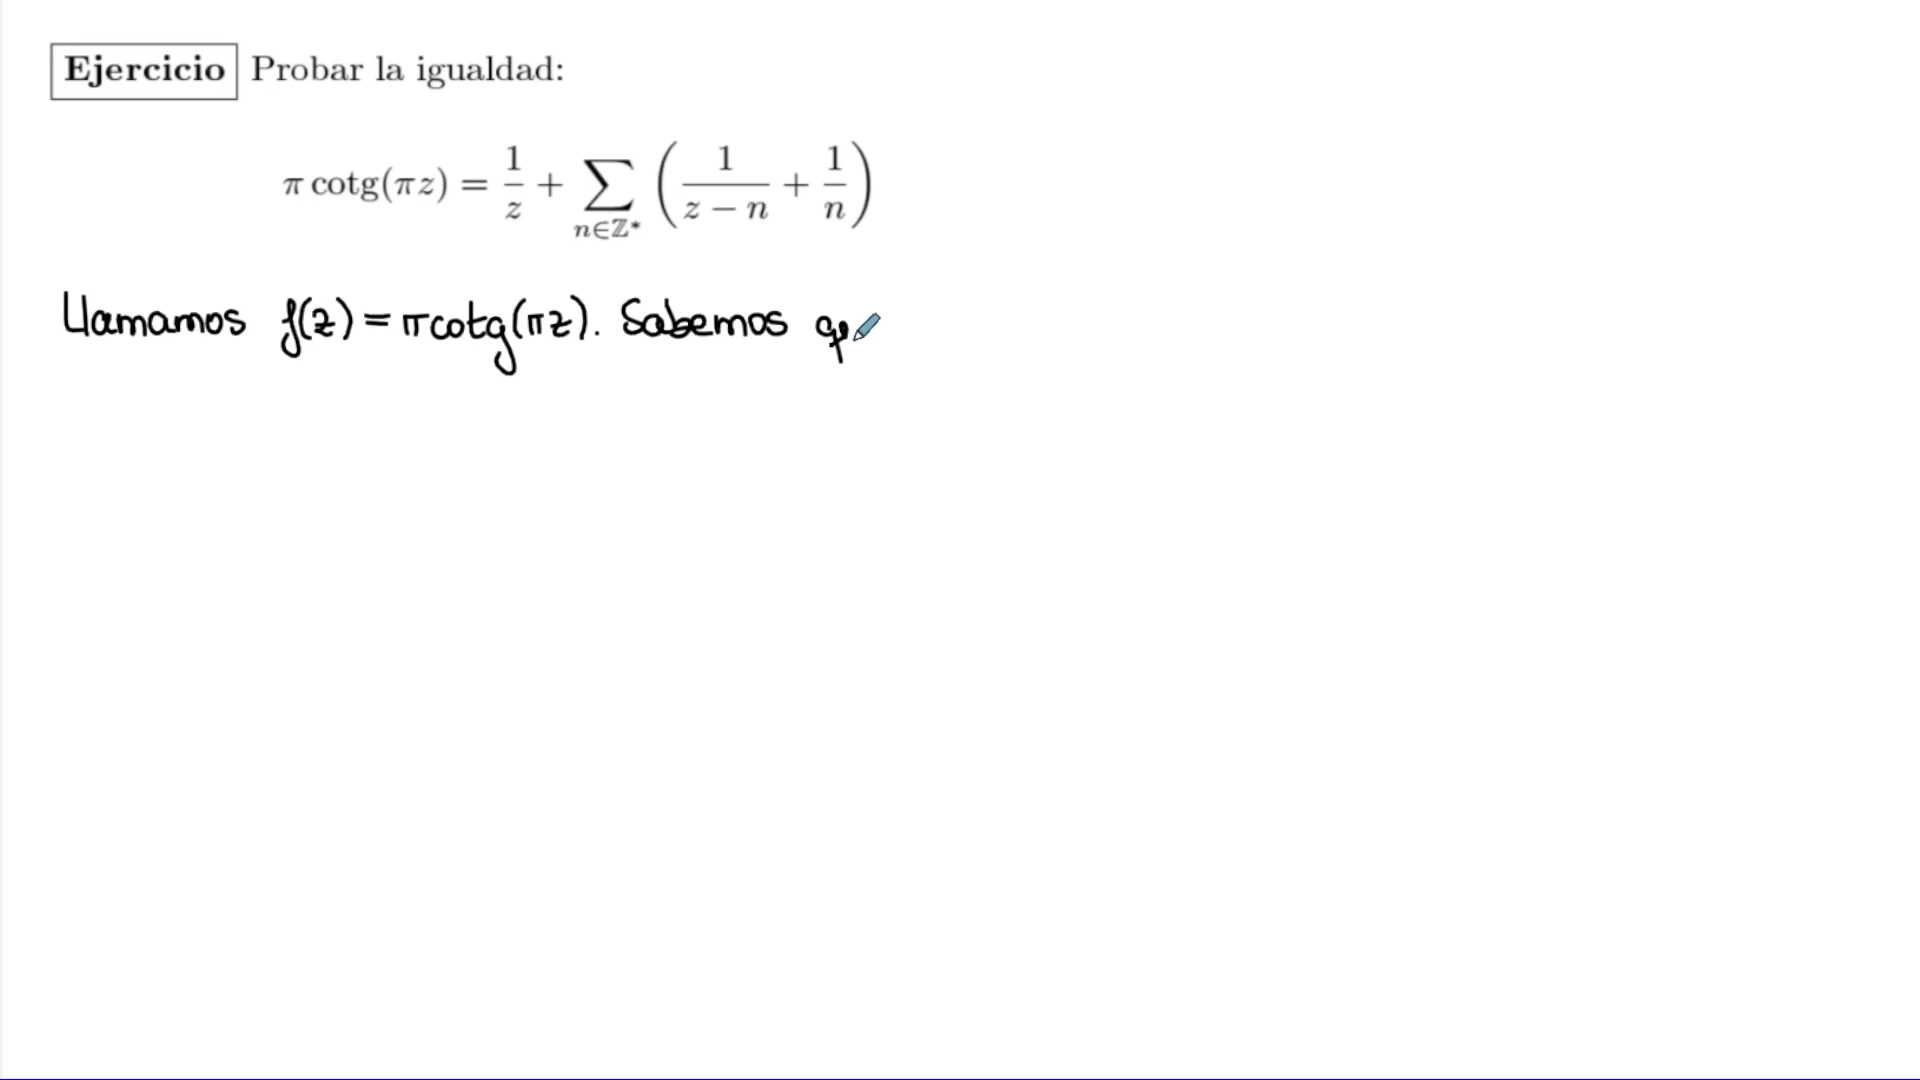 Ejercicio Probar la igualdad:
π cotg(πz) = 1/z + ∑_{n∈ℤ*} (1/(z − n) + 1/n)
Llamamos f(z) = π cotg(πz). Sabemos